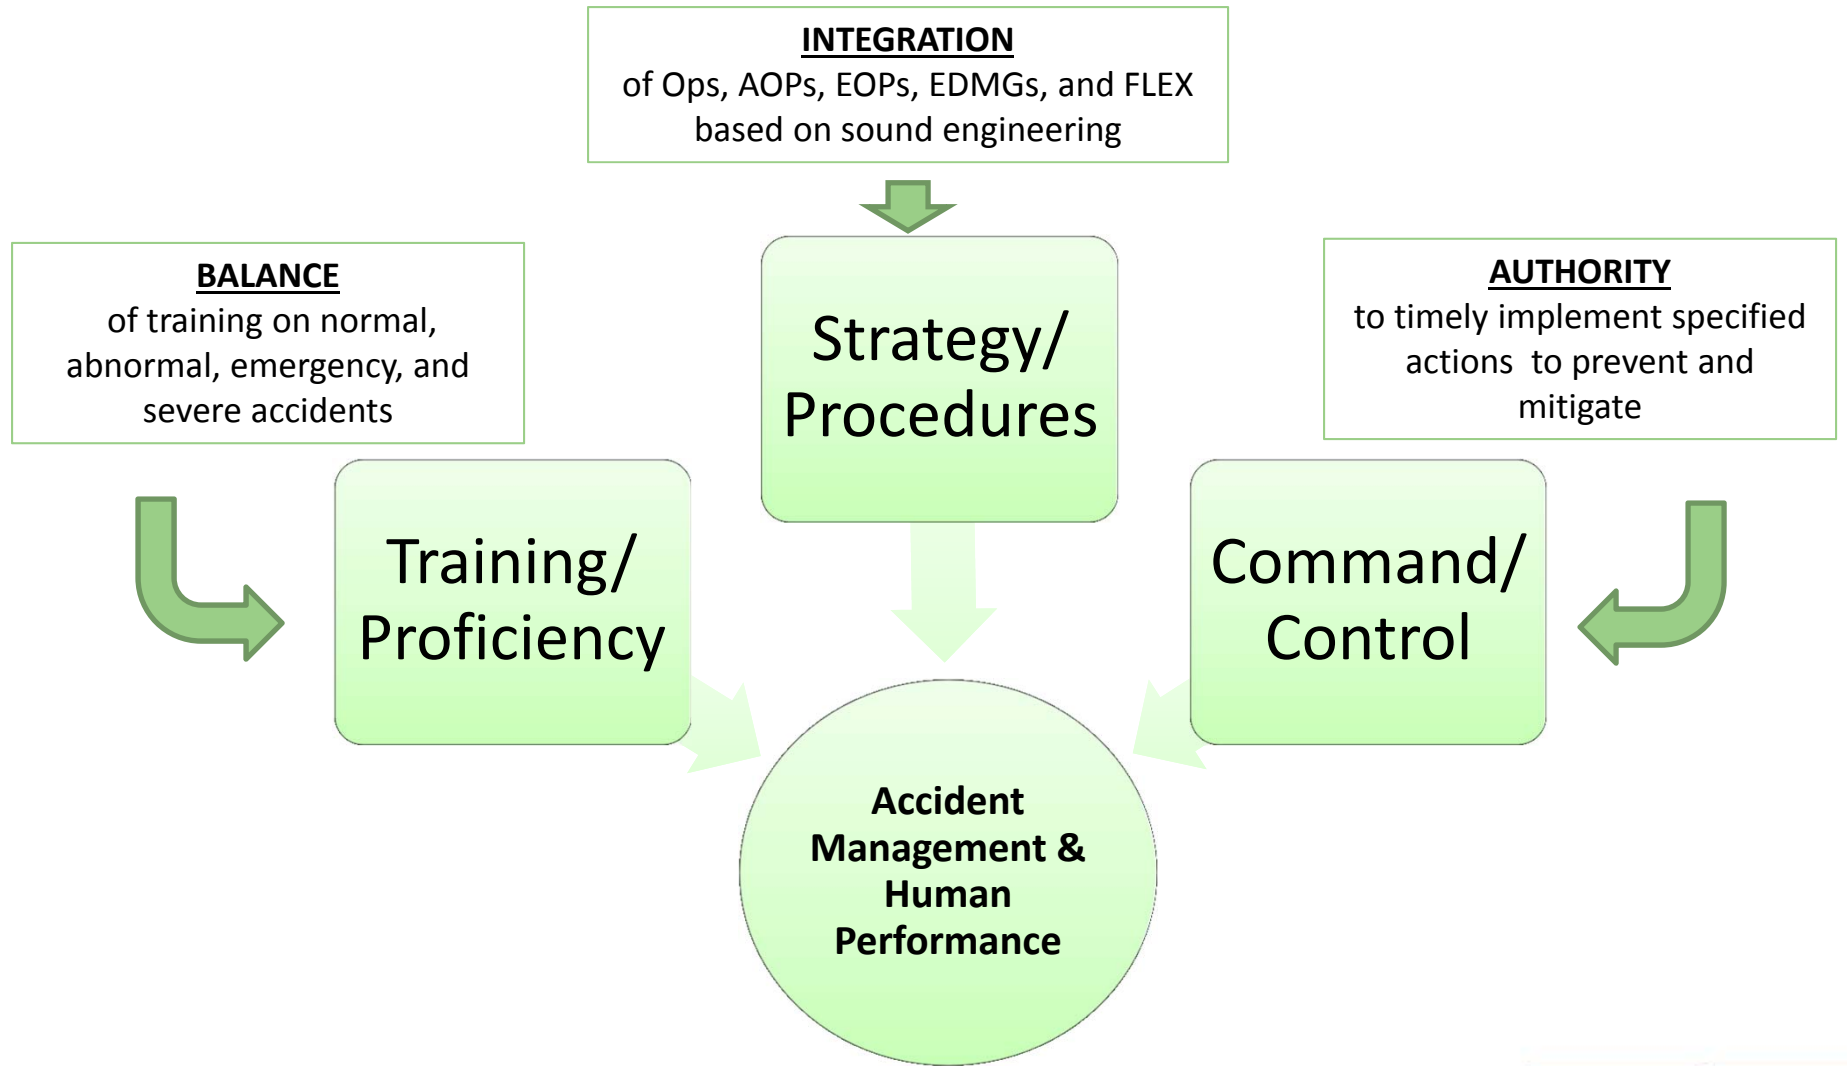 INTEGRATION
of Ops, AOPs, EOPs, EDMGs, and FLEX
based on sound engineering
BALANCE
of training on normal,
abnormal, emergency, and
severe accidents
AUTHORITY
to timely implement specified
actions  to prevent and
mitigate
Strategy/
Procedures
Training/
Proficiency
Command/
Control
Accident
Management &
Human
Performance